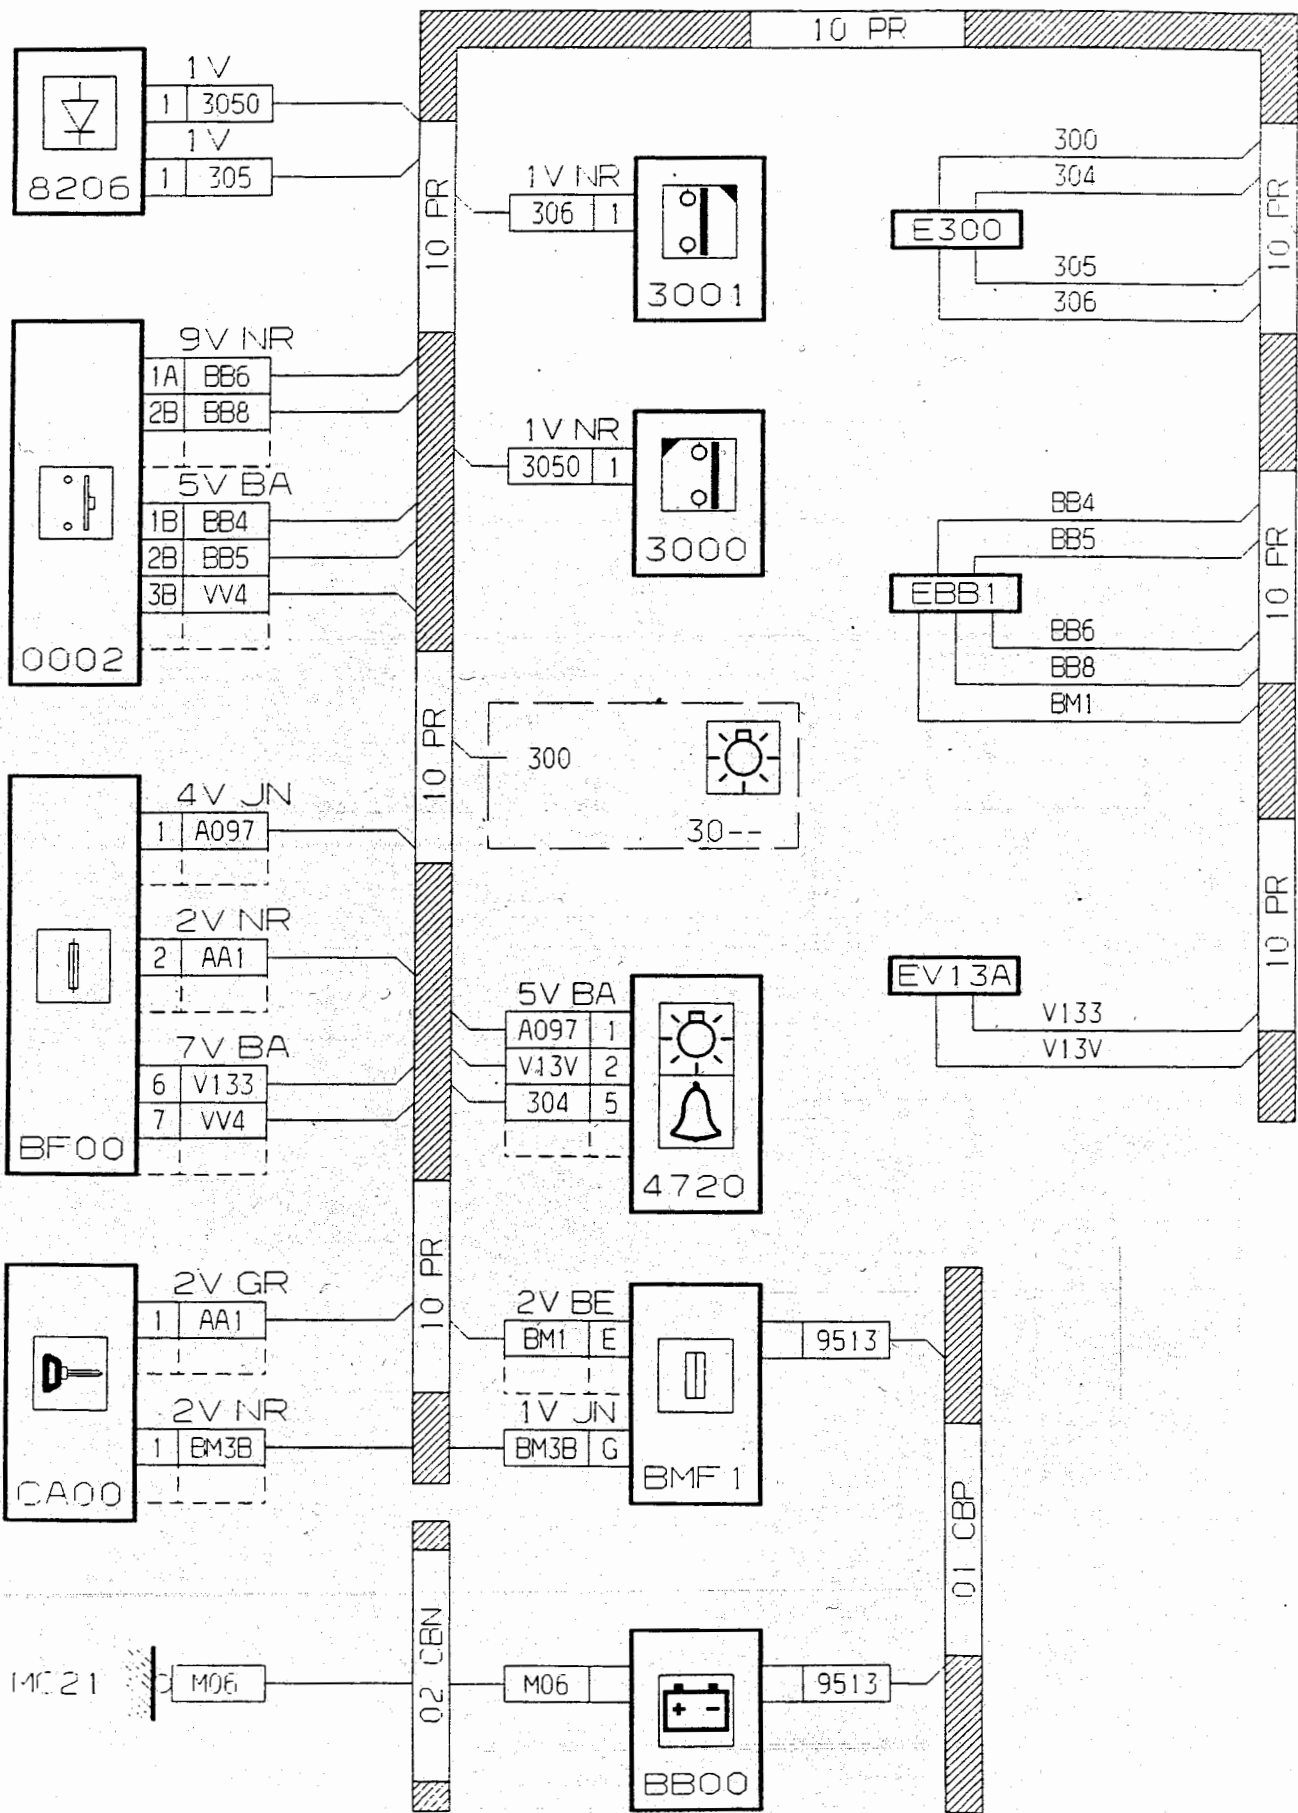 10 PR
1V
1 3050
1V
1 305
8206
10 PR
1V NR
306 1
3001
300
304
E300
305
306
10 PR
9V NR
1A BB6
2B BB8
5V BA
1B BB4
2B BB5
3B VV4
0002
1V NR
3050 1
3000
BB4
BB5
EBB1
BB6
BB8
BM1
10 PR
10 PR
300
30--
4V JN
1 A097
2V NR
2 AA1
7V BA
6 V133
7 VV4
BF00
5V BA
A097 1
V13V 2
304 5
4720
EV13A
V133
V13V
10 PR
10 PR
2V GR
1 AA1
2V NR
1 BM3B
CA00
2V BE
BM1 E
1V JN
BM3B G
BMF1
9513
01 CBP
MC21
M06
02 CBN
M06
+ -
BB00
9513